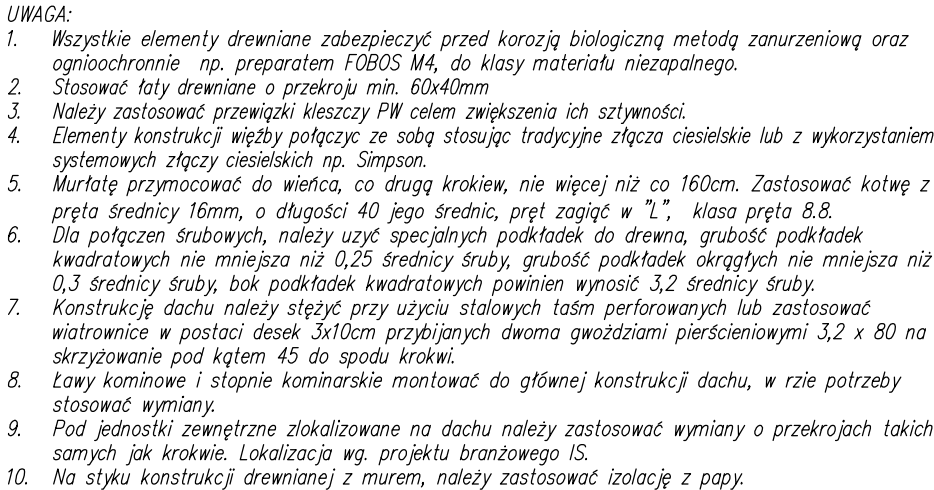 UWAGA:
1. Wszystkie elementy drewniane zabezpieczyć przed korozją biologiczną metodą zanurzeniową oraz
ognioochronnie np. preparatem FOBOS M4, do klasy materiału niezapalnego.
2. Stosować łaty drewniane o przekroju min. 60x40mm
3. Należy zastosować przewiązki kleszczy PW celem zwiększenia ich sztywności.
4. Elementy konstrukcji więźby połączyc ze sobą stosując tradycyjne złącza ciesielskie lub z wykorzystaniem
systemowych złączy ciesielskich np. Simpson.
5. Murłatę przymocować do wieńca, co drugą krokiew, nie więcej niż co 160cm. Zastosować kotwę z
pręta średnicy 16mm, o długości 40 jego średnic, pręt zagiąć w "L", klasa pręta 8.8.
6. Dla połączen śrubowych, należy uzyć specjalnych podkładek do drewna, grubość podkładek
kwadratowych nie mniejsza niż 0,25 średnicy śruby, grubość podkładek okrągłych nie mniejsza niż
0,3 średnicy śruby, bok podkładek kwadratowych powinien wynosić 3,2 średnicy śruby.
7. Konstrukcję dachu należy stężyć przy użyciu stalowych taśm perforowanych lub zastosować
wiatrownice w postaci desek 3x10cm przybijanych dwoma gwoździami pierścieniowymi 3,2 x 80 na
skrzyżowanie pod kątem 45 do spodu krokwi.
8. Ławy kominowe i stopnie kominarskie montować do głównej konstrukcji dachu, w rzie potrzeby
stosować wymiany.
9. Pod jednostki zewnętrzne zlokalizowane na dachu należy zastosować wymiany o przekrojach takich
samych jak krokwie. Lokalizacja wg. projektu branżowego IS.
10. Na styku konstrukcji drewnianej z murem, należy zastosować izolację z papy.